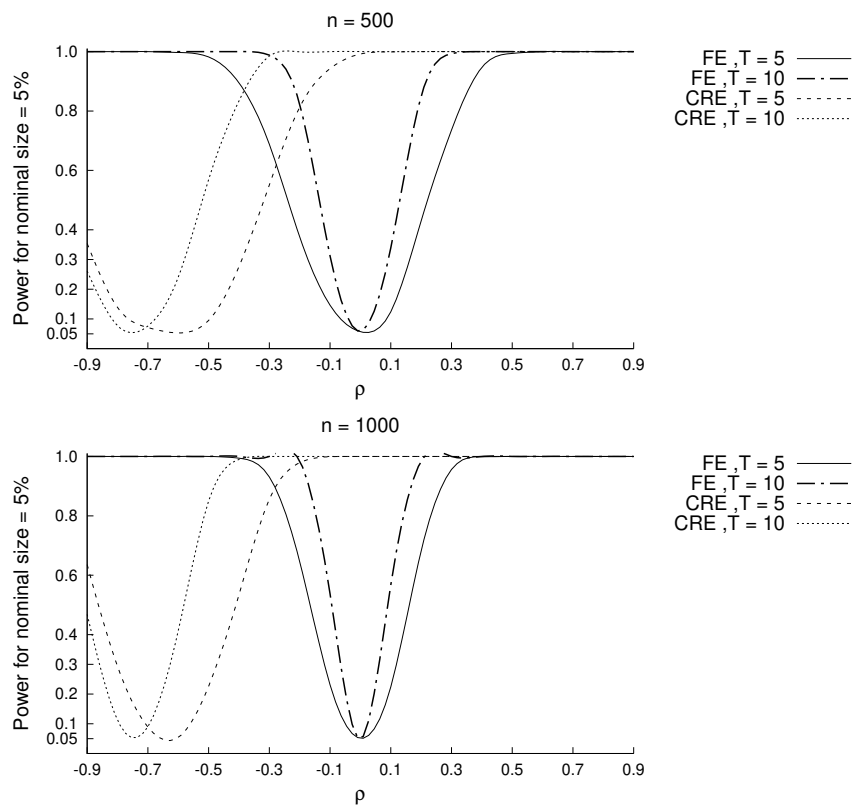 n = 500
Power for nominal size = 5%
1.0
0.8
0.6
0.4
0.3
0.2
0.1
0.05
-0.9 -0.7 -0.5 -0.3 -0.1 0.1 0.3 0.5 0.7 0.9
ρ
FE ,T = 5
FE ,T = 10
CRE ,T = 5
CRE ,T = 10
n = 1000
Power for nominal size = 5%
1.0
0.8
0.6
0.4
0.3
0.2
0.1
0.05
-0.9 -0.7 -0.5 -0.3 -0.1 0.1 0.3 0.5 0.7 0.9
ρ
FE ,T = 5
FE ,T = 10
CRE ,T = 5
CRE ,T = 10